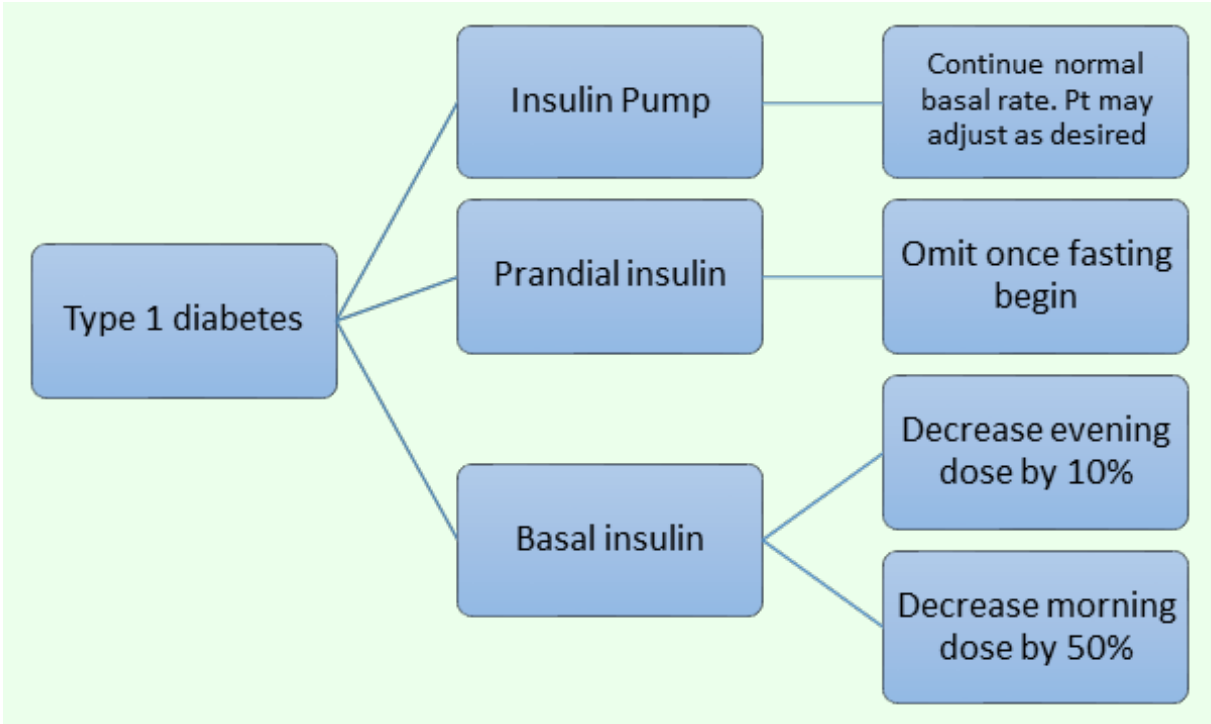 Type 1 diabetes
Insulin Pump
Continue normal
basal rate. Pt may
adjust as desired
Prandial insulin
Omit once fasting
begin
Basal insulin
Decrease evening
dose by 10%
Decrease morning
dose by 50%